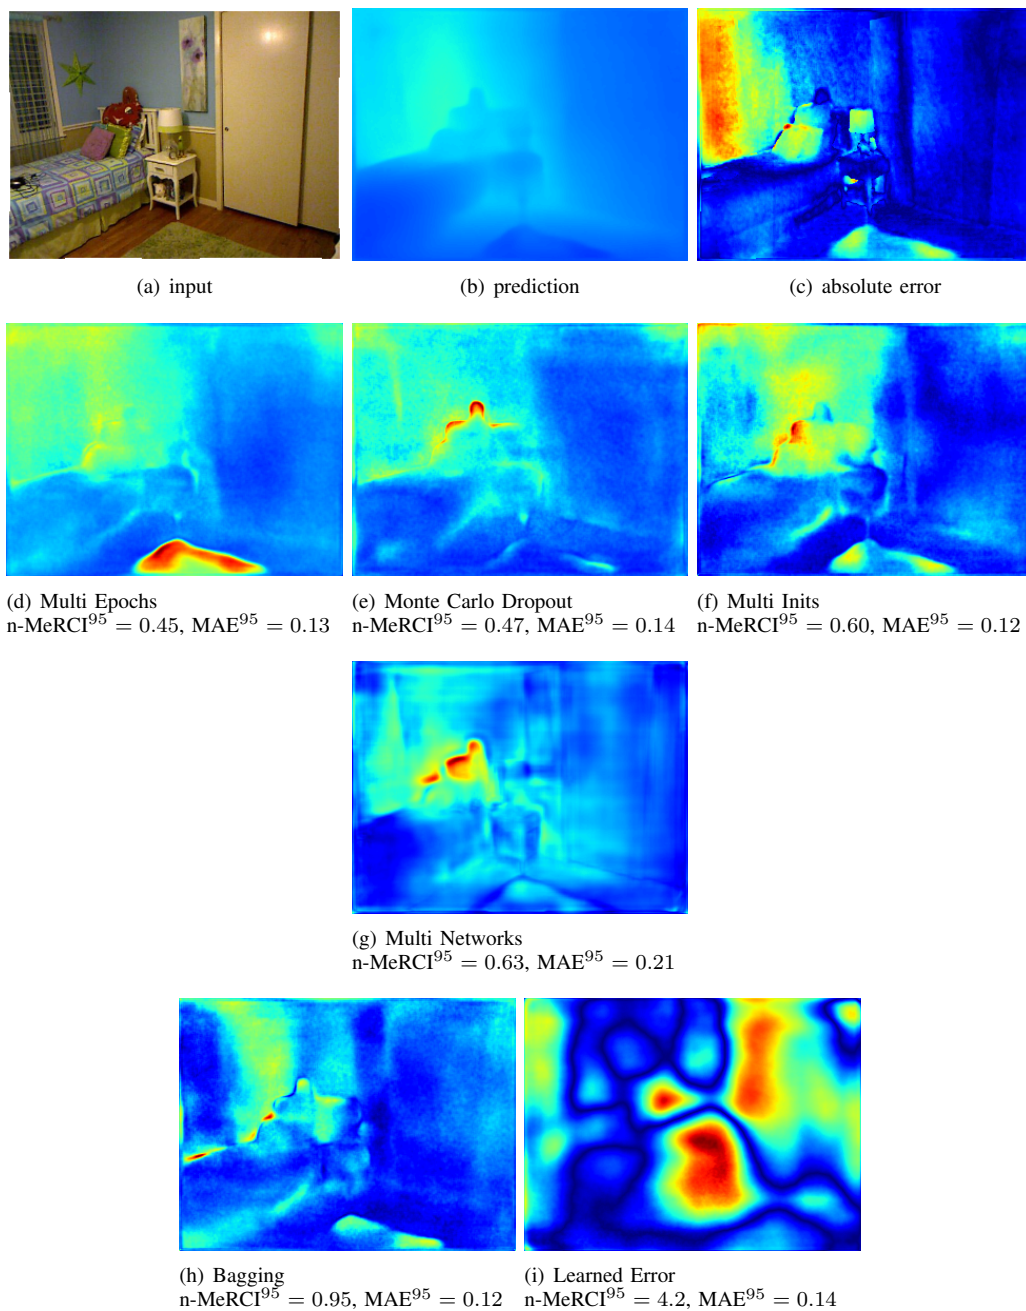 (a) input
(b) prediction
(c) absolute error
(d) Multi Epochs
n-MeRCI⁹⁵ = 0.45, MAE⁹⁵ = 0.13
(e) Monte Carlo Dropout
n-MeRCI⁹⁵ = 0.47, MAE⁹⁵ = 0.14
(f) Multi Inits
n-MeRCI⁹⁵ = 0.60, MAE⁹⁵ = 0.12
(g) Multi Networks
n-MeRCI⁹⁵ = 0.63, MAE⁹⁵ = 0.21
(h) Bagging
n-MeRCI⁹⁵ = 0.95, MAE⁹⁵ = 0.12
(i) Learned Error
n-MeRCI⁹⁵ = 4.2, MAE⁹⁵ = 0.14